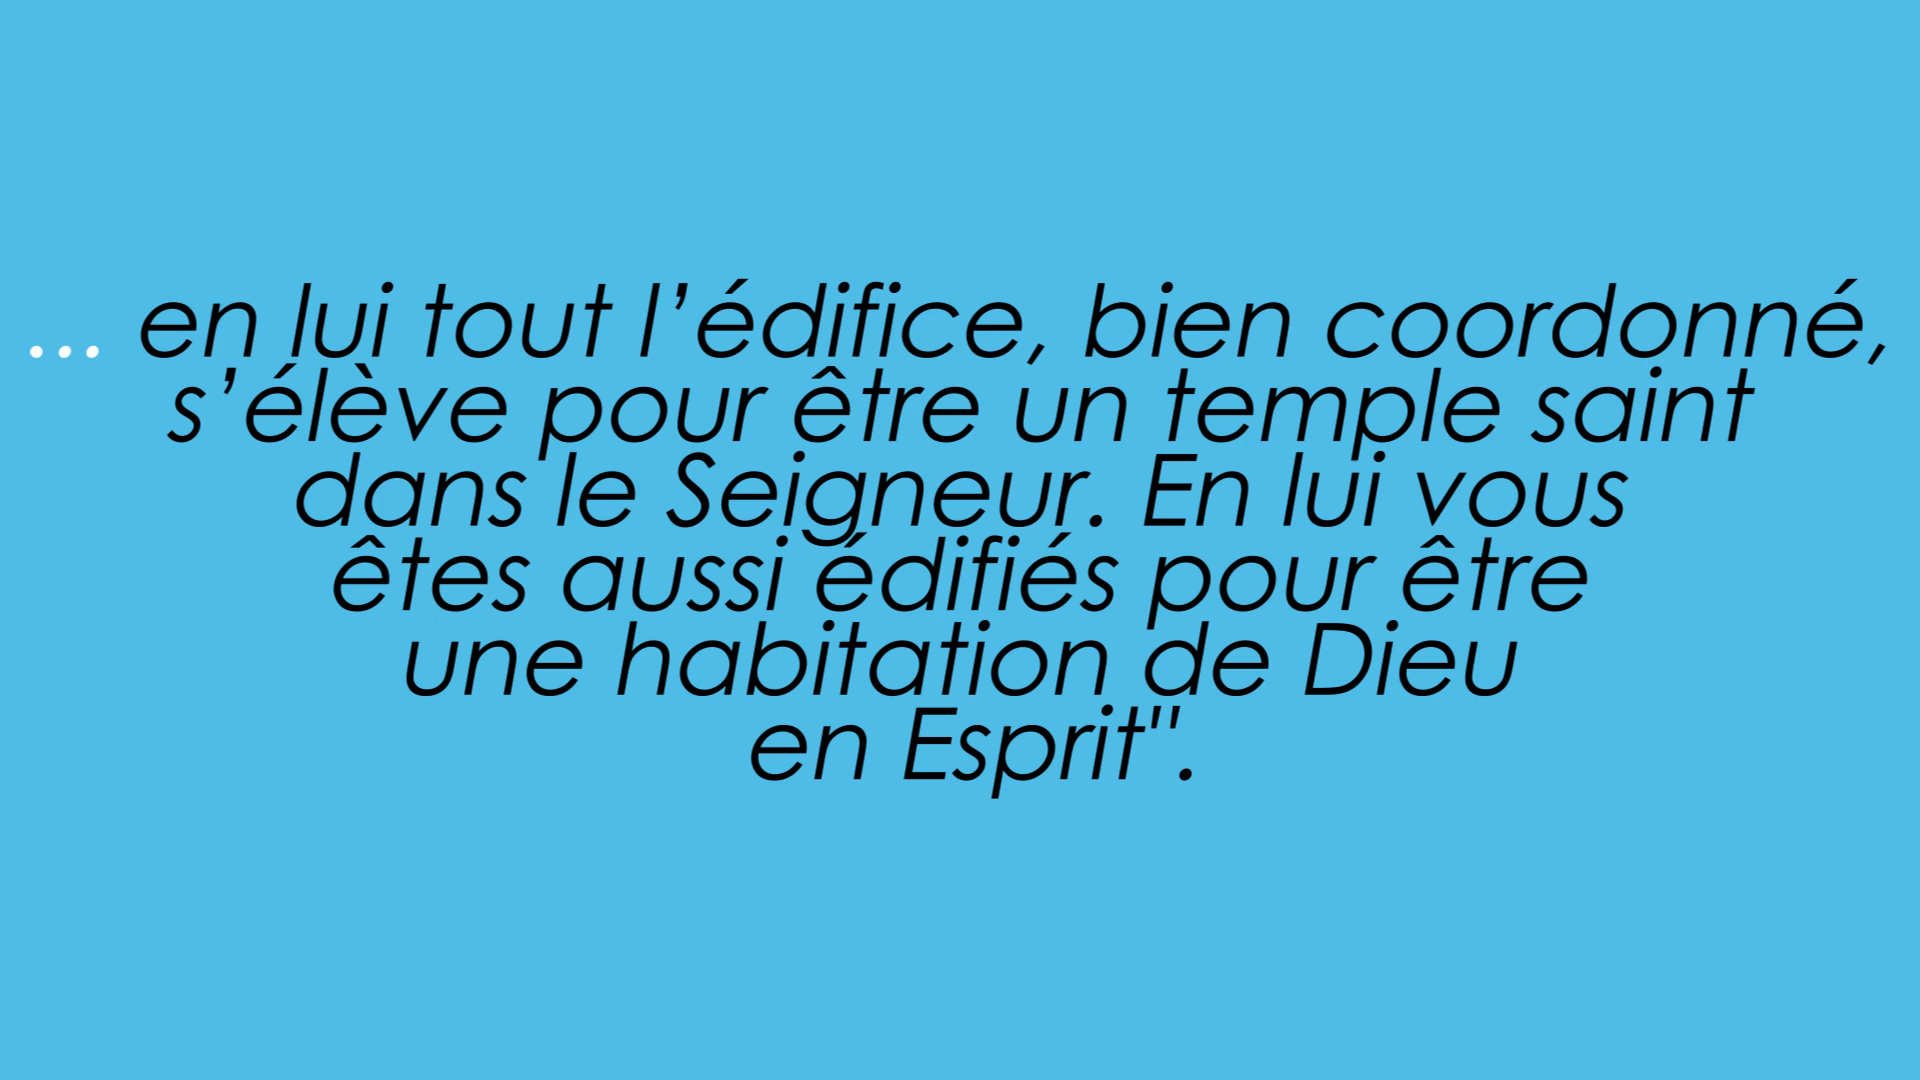 ... en lui tout l’édifice, bien coordonné,
s’élève pour être un temple saint
dans le Seigneur. En lui vous
êtes aussi édifiés pour être
une habitation de Dieu
en Esprit".